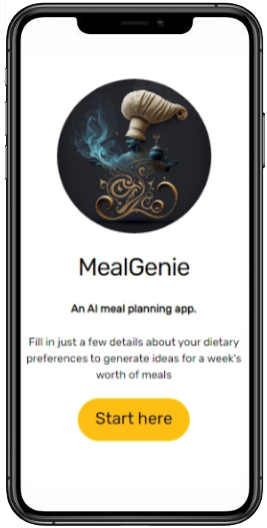 MealGenie
An AI meal planning app.
Fill in just a few details about your dietary
preferences to generate ideas for a week's
worth of meals
Start here